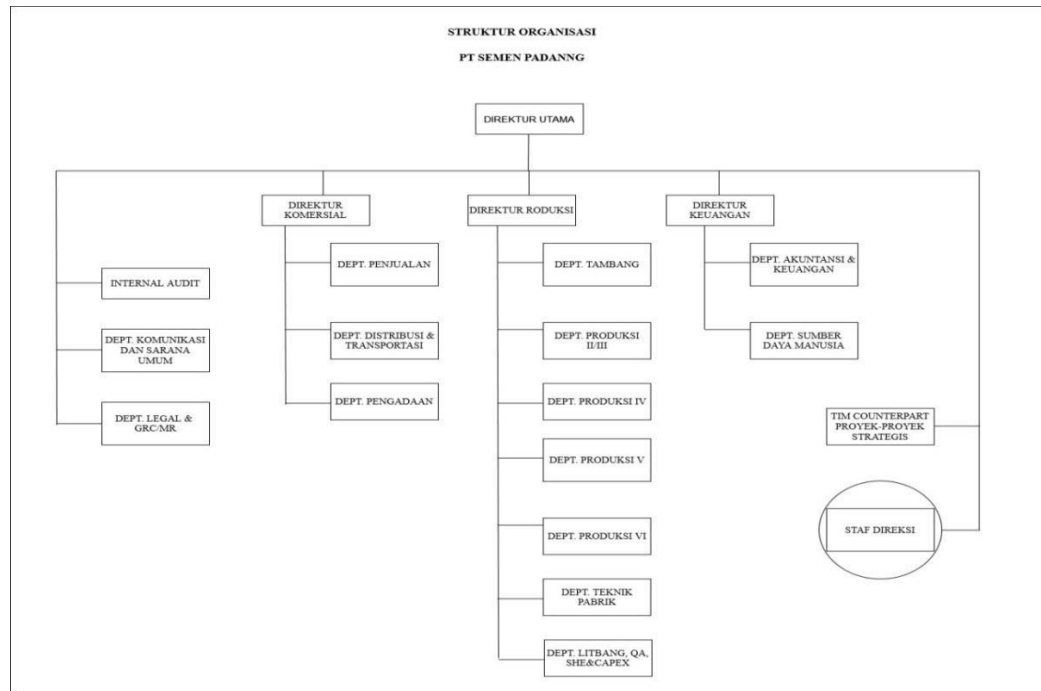 STRUKTUR ORGANISASI
PT SEMEN PADANNG
DIREKTUR UTAMA
DIREKTUR
KOMERSIAL
DIREKTUR RODUKSI
DIREKTUR
KEUANGAN
INTERNAL AUDIT
DEPT. KOMUNIKASI
DAN SARANA
UMUM
DEPT. LEGAL &
GRC/MR
DEPT. PENJUALAN
DEPT. DISTRIBUSI &
TRANSPORTASI
DEPT. PENGADAAN
DEPT. TAMBANG
DEPT. PRODUKSI
II/III
DEPT. PRODUKSI IV
DEPT. PRODUKSI V
DEPT. PRODUKSI VI
DEPT. TEKNIK
PABRIK
DEPT. LITBANG, QA,
SHE&CAPEX
DEPT. AKUNTANSI &
KEUANGAN
DEPT. SUMBER
DAYA MANUSIA
TIM COUNTERPART
PROYEK-PROYEK
STRATEGIS
STAF DIREKSI